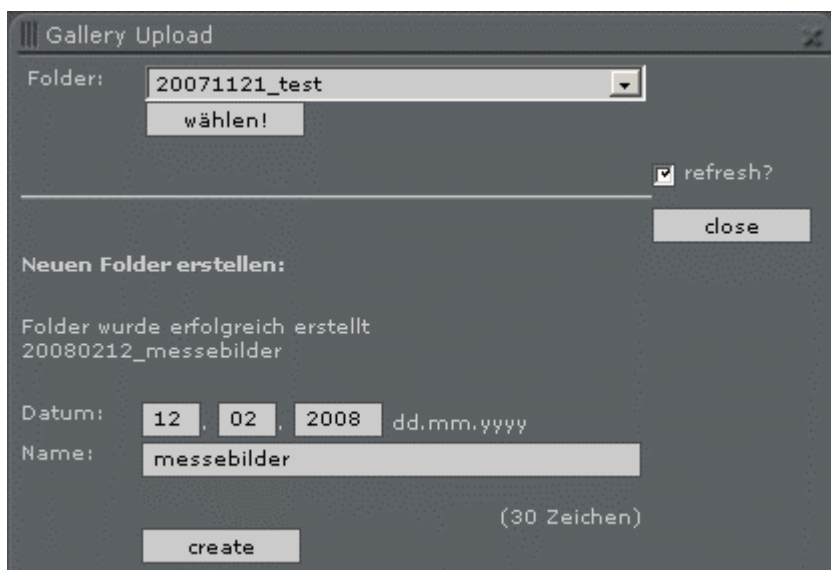 Gallery Upload
Folder: 20071121_test
wählen!
refresh?
close
Neuen Folder erstellen:
Folder wurde erfolgreich erstellt
20080212_messebilder
Datum: 12 . 02 . 2008 dd.mm.yyyy
Name: messebilder
(30 Zeichen)
create